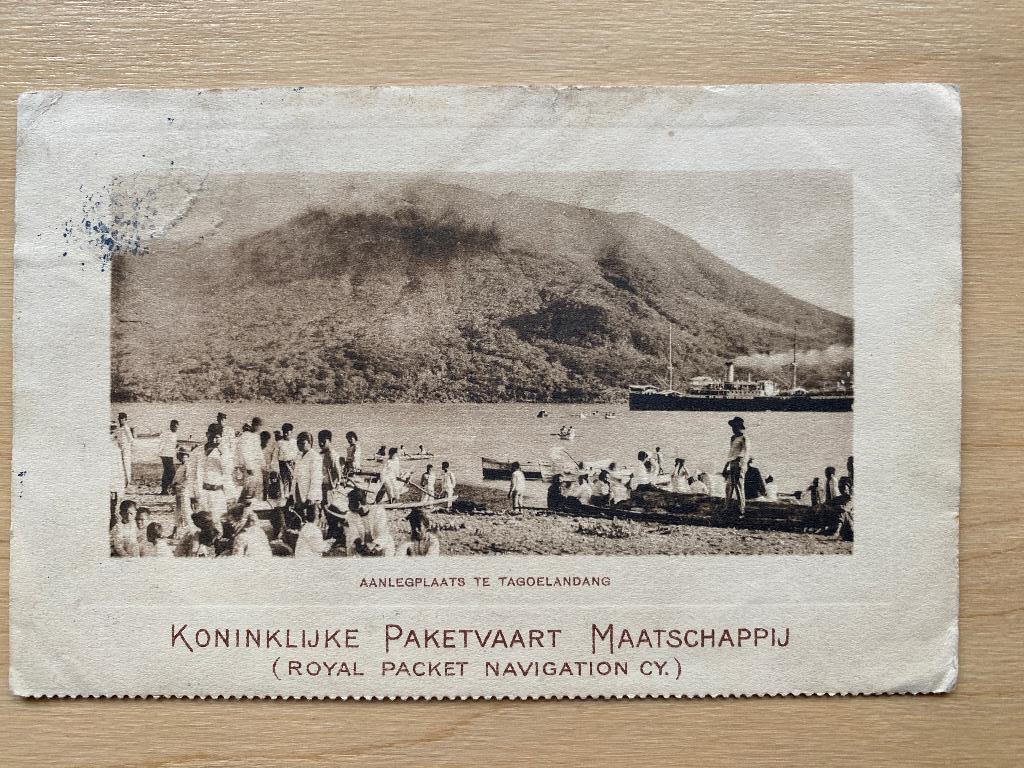 AANLEGPLAATS TE TAGOELANDANG
KONINKLIJKE PAKETVAART MAATSCHAPPIJ
(ROYAL PACKET NAVIGATION CY.)